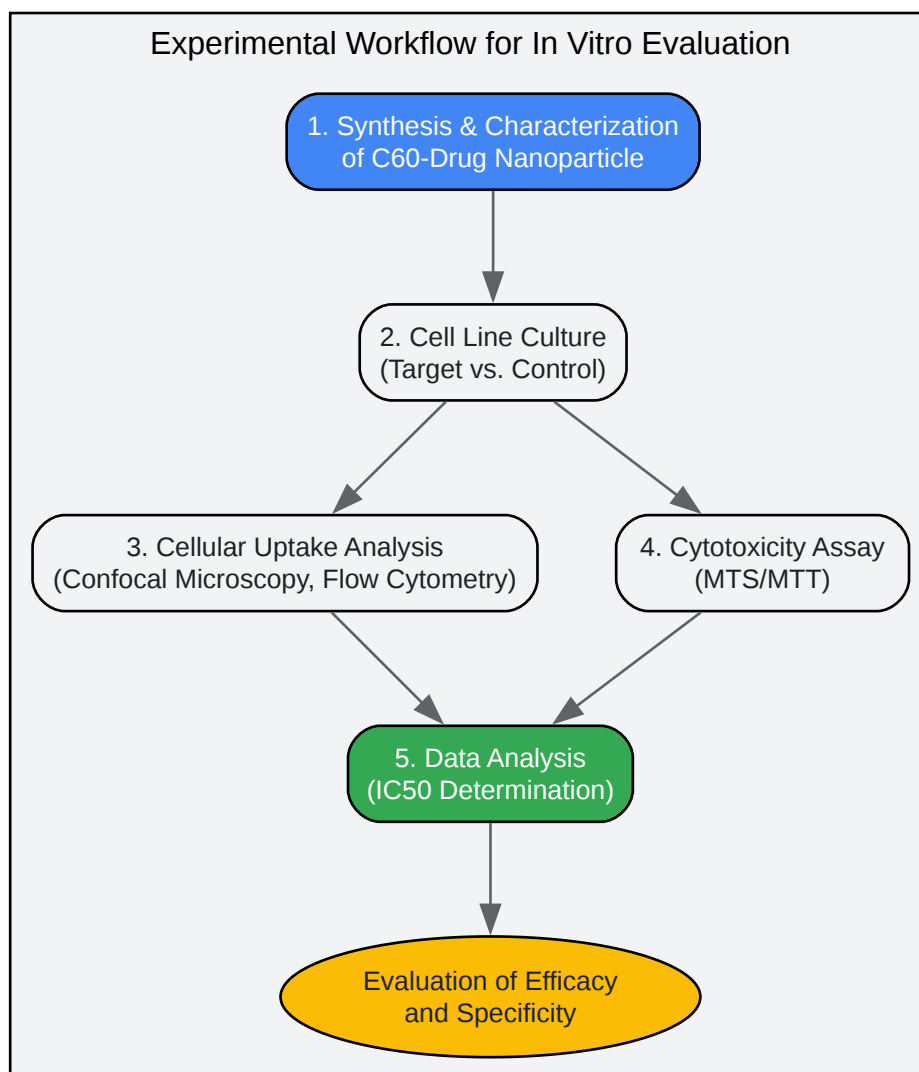 Experimental Workflow for In Vitro Evaluation
1. Synthesis & Characterization
of C60-Drug Nanoparticle
2. Cell Line Culture
(Target vs. Control)
3. Cellular Uptake Analysis
(Confocal Microscopy, Flow Cytometry)
4. Cytotoxicity Assay
(MTS/MTT)
5. Data Analysis
(IC50 Determination)
Evaluation of Efficacy
and Specificity